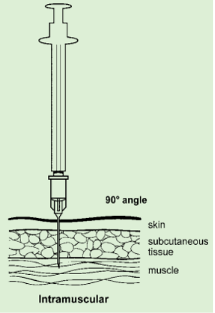 90° angle
skin
subcutaneous
tissue
muscle
Intramuscular